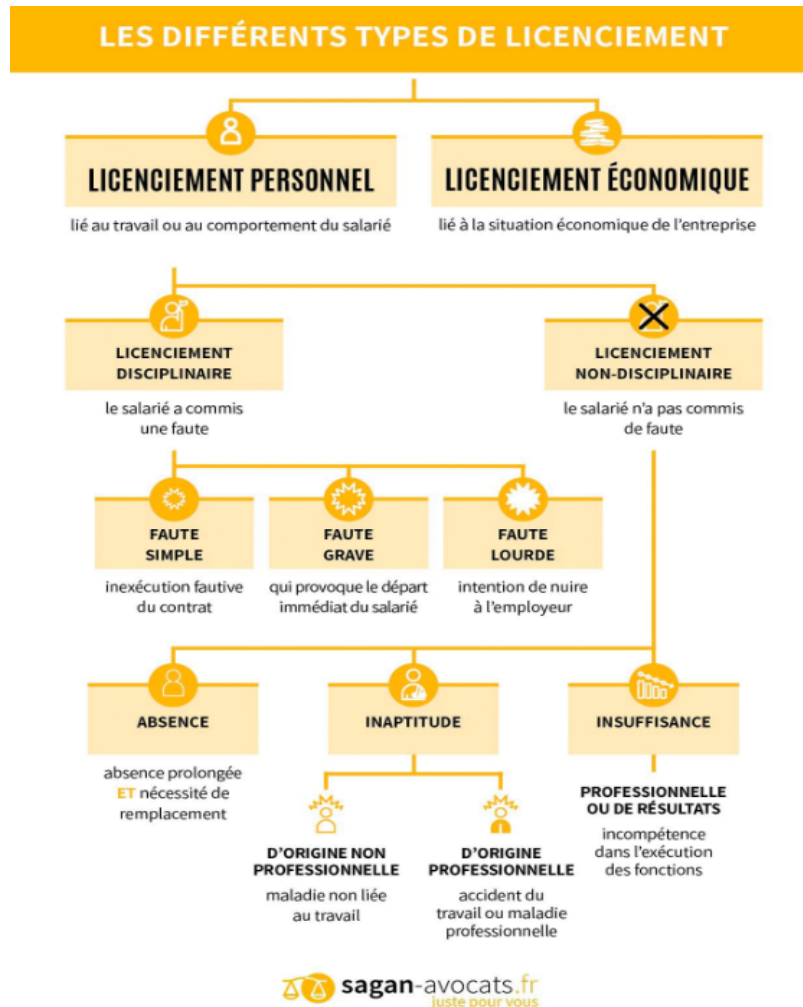 LES DIFFÉRENTS TYPES DE LICENCIEMENT
LICENCIEMENT PERSONNEL
lié au travail ou au comportement du salarié
LICENCIEMENT ÉCONOMIQUE
lié à la situation économique de l'entreprise
LICENCIEMENT
DISCIPLINAIRE
le salarié a commis
une faute
LICENCIEMENT
NON-DISCIPLINAIRE
le salarié n'a pas commis
de faute
FAUTE
SIMPLE
inexécution fautive
du contrat
FAUTE
GRAVE
qui provoque le départ
immédiat du salarié
FAUTE
LOURDE
intention de nuire
à l'employeur
ABSENCE
absence prolongée
ET nécessité de
remplacement
INAPTITUDE
D'ORIGINE NON
PROFESSIONNELLE
maladie non liée
au travail
D'ORIGINE
PROFESSIONNELLE
accident du
travail ou maladie
professionnelle
INSUFFISANCE
PROFESSIONNELLE
OU DE RÉSULTATS
incompétence
dans l'exécution
des fonctions
sagan-avocats.fr
juste pour vous